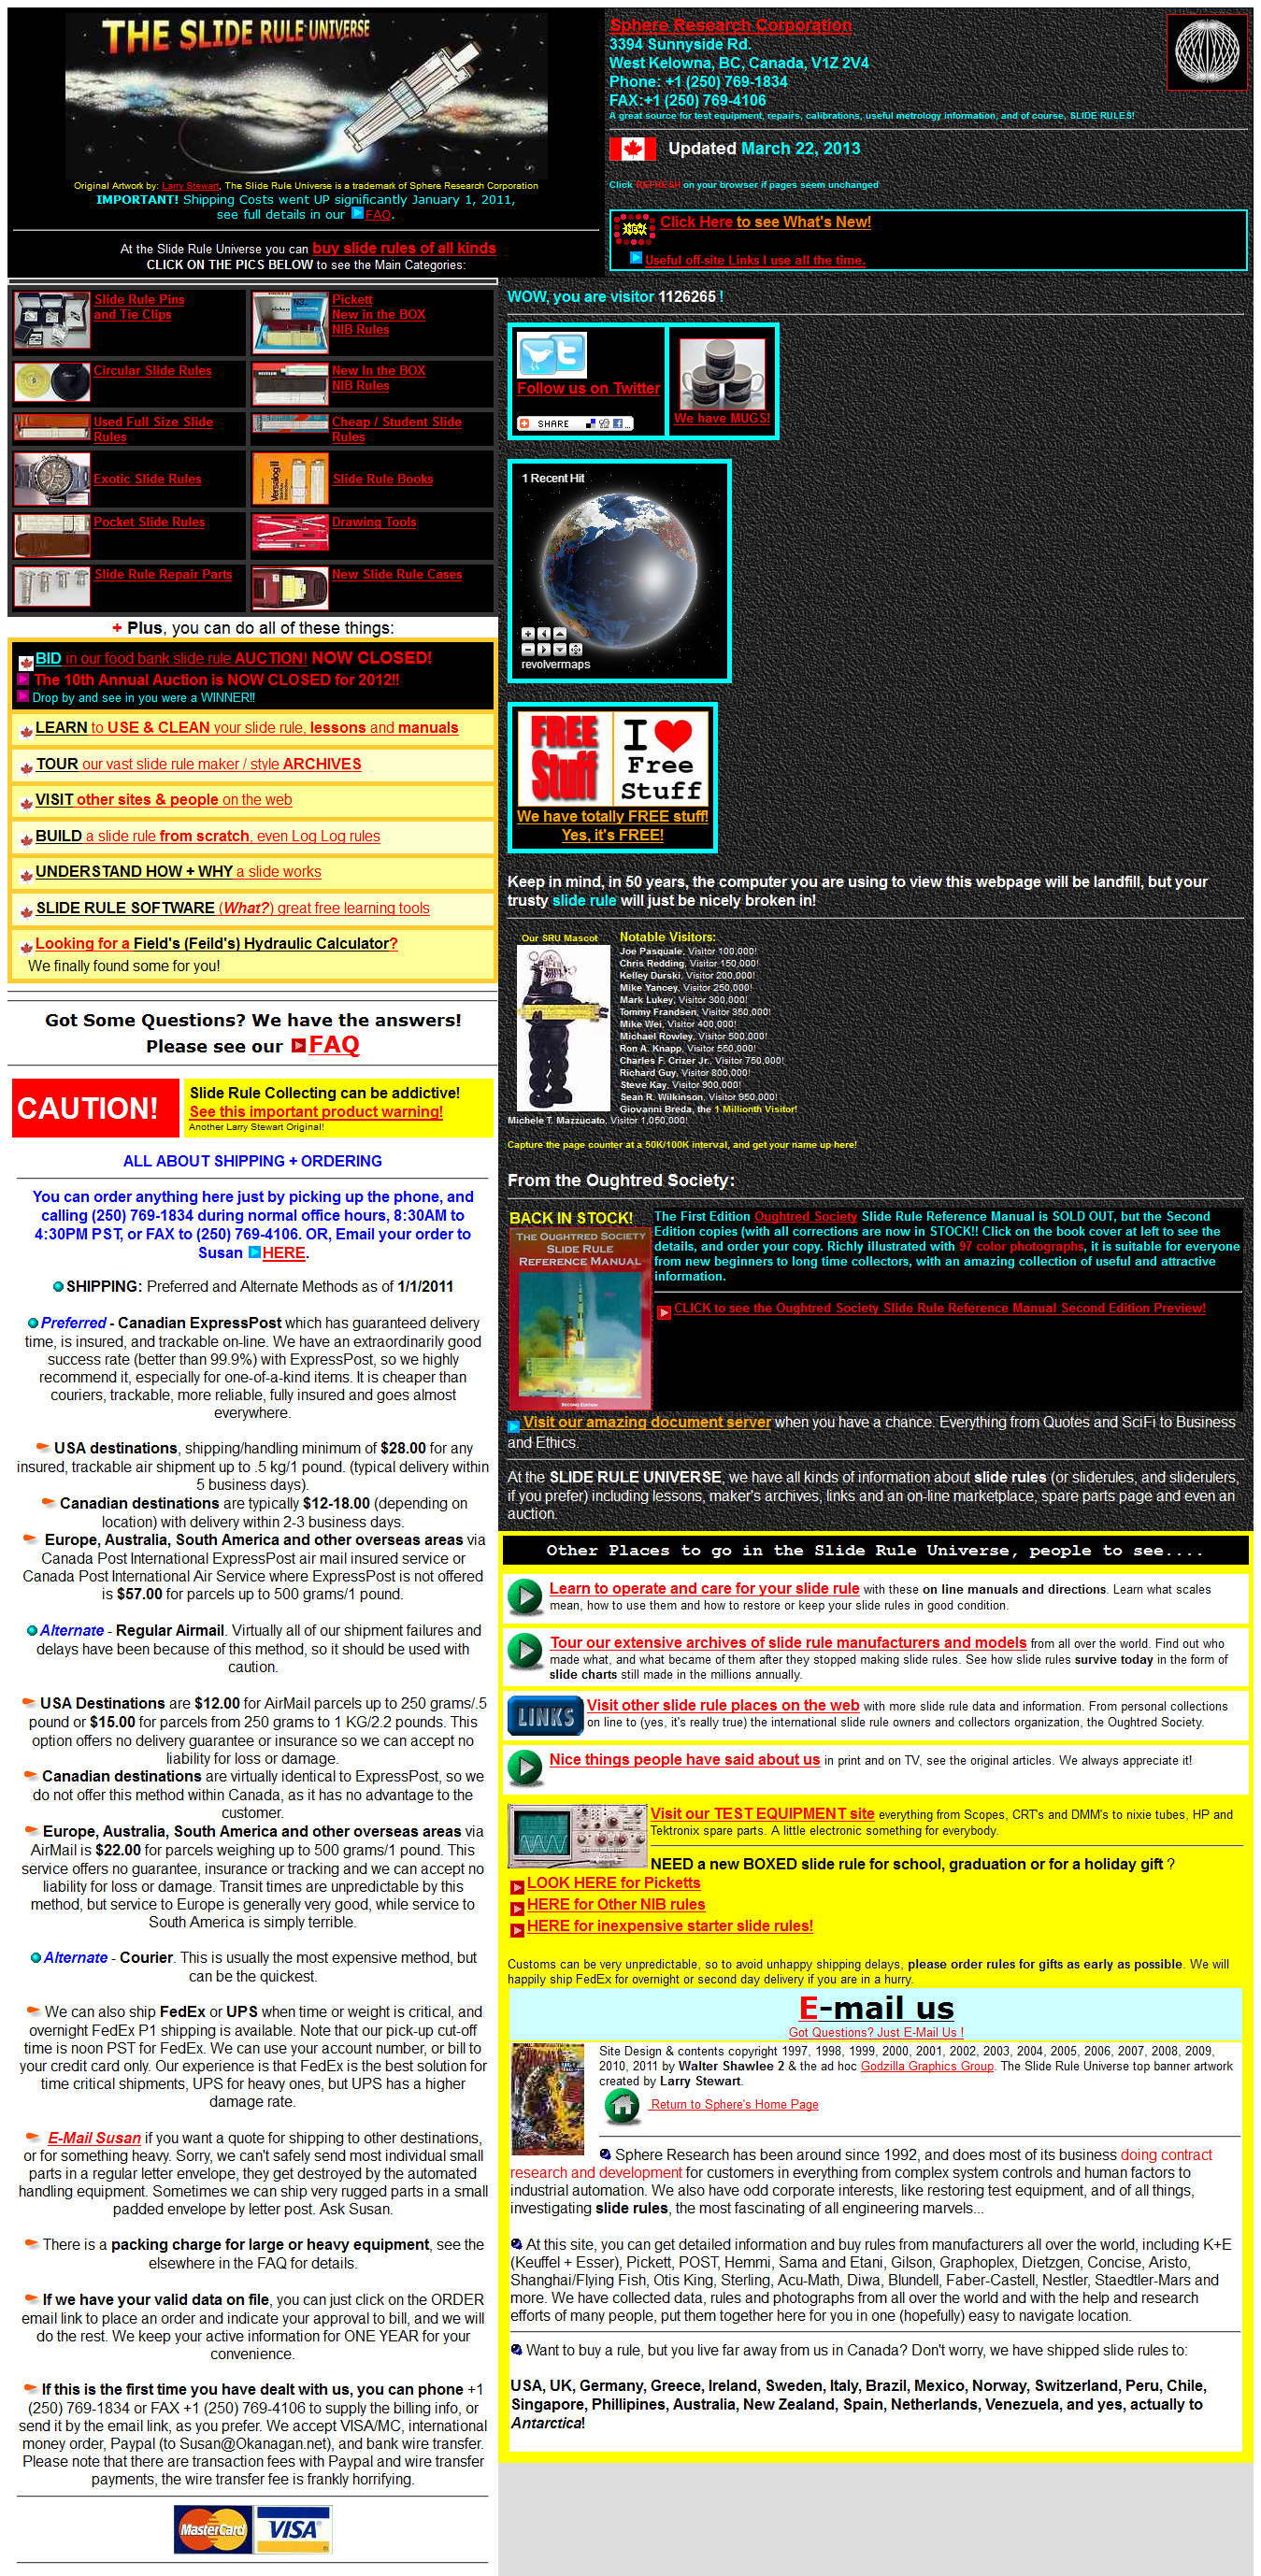 THE SLIDE RULE UNIVERSE
Original Artwork by: Larry Stewart, The Slide Rule Universe is a trademark of Sphere Research Corporation
IMPORTANT! Shipping Costs went UP significantly January 1, 2011,
see full details in our FAQ.
At the Slide Rule Universe you can buy slide rules of all kinds
CLICK ON THE PICS BELOW to see the Main Categories:
Sphere Research Corporation
3394 Sunnyside Rd.
West Kelowna, BC, Canada, V1Z 2V4
Phone: +1 (250) 769-1834
FAX:+1 (250) 769-4106
A great source for test equipment, repairs, calibrations, useful metrology information, and of course, SLIDE RULES!
Updated March 22, 2013
Click REFRESH on your browser if pages seem unchanged
NEW Click Here to see What's New!
Useful off-site Links I use all the time.
Slide Rule Pins
and Tie Clips
Pickett
New in the BOX
NIB Rules
Circular Slide Rules
New In the BOX
NIB Rules
Used Full Size Slide
Rules
Cheap / Student Slide
Rules
Exotic Slide Rules
Versalog II
Slide Rule Books
Pocket Slide Rules
Drawing Tools
Slide Rule Repair Parts
New Slide Rule Cases
+ Plus, you can do all of these things:
BID in our food bank slide rule AUCTION! NOW CLOSED!
The 10th Annual Auction is NOW CLOSED for 2012!!
Drop by and see in you were a WINNER!!
LEARN to USE & CLEAN your slide rule, lessons and manuals
TOUR our vast slide rule maker / style ARCHIVES
VISIT other sites & people on the web
BUILD a slide rule from scratch, even Log Log rules
UNDERSTAND HOW + WHY a slide works
SLIDE RULE SOFTWARE (What?) great free learning tools
Looking for a Field's (Feild's) Hydraulic Calculator?
We finally found some for you!
Got Some Questions? We have the answers!
Please see our FAQ
CAUTION!
Slide Rule Collecting can be addictive!
See this important product warning!
Another Larry Stewart Original!
ALL ABOUT SHIPPING + ORDERING
You can order anything here just by picking up the phone, and
calling (250) 769-1834 during normal office hours, 8:30AM to
4:30PM PST, or FAX to (250) 769-4106. OR, Email your order to
Susan HERE.
SHIPPING: Preferred and Alternate Methods as of 1/1/2011
Preferred - Canadian ExpressPost which has guaranteed delivery
time, is insured, and trackable on-line. We have an extraordinarily good
success rate (better than 99.9%) with ExpressPost, so we highly
recommend it, especially for one-of-a-kind items. It is cheaper than
couriers, trackable, more reliable, fully insured and goes almost
everywhere.
USA destinations, shipping/handling minimum of $28.00 for any
insured, trackable air shipment up to .5 kg/1 pound. (typical delivery within
5 business days).
Canadian destinations are typically $12-18.00 (depending on
location) with delivery within 2-3 business days.
Europe, Australia, South America and other overseas areas via
Canada Post International ExpressPost air mail insured service or
Canada Post International Air Service where ExpressPost is not offered
is $57.00 for parcels up to 500 grams/1 pound.
Alternate - Regular Airmail. Virtually all of our shipment failures and
delays have been because of this method, so it should be used with
caution.
USA Destinations are $12.00 for AirMail parcels up to 250 grams/.5
pound or $15.00 for parcels from 250 grams to 1 KG/2.2 pounds. This
option offers no delivery guarantee or insurance so we can accept no
liability for loss or damage.
Canadian destinations are virtually identical to ExpressPost, so we
do not offer this method within Canada, as it has no advantage to the
customer.
Europe, Australia, South America and other overseas areas via
AirMail is $22.00 for parcels weighing up to 500 grams/1 pound. This
service offers no guarantee, insurance or tracking and we can accept no
liability for loss or damage. Transit times are unpredictable by this
method, but service to Europe is generally very good, while service to
South America is simply terrible.
Alternate - Courier. This is usually the most expensive method, but
can be the quickest.
We can also ship FedEx or UPS when time or weight is critical, and
overnight FedEx P1 shipping is available. Note that our pick-up cut-off
time is noon PST for FedEx. We can use your account number, or bill to
your credit card only. Our experience is that FedEx is the best solution for
time critical shipments, UPS for heavy ones, but UPS has a higher
damage rate.
E-Mail Susan if you want a quote for shipping to other destinations,
or for something heavy. Sorry, we can't safely send most individual small
parts in a regular letter envelope, they get destroyed by the automated
handling equipment. Sometimes we can ship very rugged parts in a small
padded envelope by letter post. Ask Susan.
There is a packing charge for large or heavy equipment, see the
elsewhere in the FAQ for details.
If we have your valid data on file, you can just click on the ORDER
email link to place an order and indicate your approval to bill, and we will
do the rest. We keep your active information for ONE YEAR for your
convenience.
If this is the first time you have dealt with us, you can phone +1
(250) 769-1834 or FAX +1 (250) 769-4106 to supply the billing info, or
send it by the email link, as you prefer. We accept VISA/MC, international
money order, Paypal (to Susan@Okanagan.net), and bank wire transfer.
Please note that there are transaction fees with Paypal and wire transfer
payments, the wire transfer fee is frankly horrifying.
MasterCard VISA
WOW, you are visitor 1126265 !
Follow us on Twitter
SHARE
We have MUGS!
1 Recent Hit
revolvermaps
FREE Stuff
I Free Stuff
We have totally FREE stuff!
Yes, it's FREE!
Keep in mind, in 50 years, the computer you are using to view this webpage will be landfill, but your
trusty slide rule will just be nicely broken in!
Our SRU Mascot
Notable Visitors:
Joe Pasquale, Visitor 100,000!
Chris Redding, Visitor 150,000!
Kelley Durski, Visitor 200,000!
Mike Yancey, Visitor 250,000!
Mark Lukey, Visitor 300,000!
Tommy Frandsen, Visitor 350,000!
Mike Wei, Visitor 400,000!
Michael Rowley, Visitor 500,000!
Ron A. Knapp, Visitor 550,000!
Charles F. Crizer Jr., Visitor 750,000!
Richard Guy, Visitor 800,000!
Steve Kay, Visitor 900,000!
Sean R. Wilkinson, Visitor 950,000!
Giovanni Breda, the 1 Millionth Visitor!
Michele T. Mazzucato, Visitor 1,050,000!
Capture the page counter at a 50K/100K interval, and get your name up here!
From the Oughtred Society:
BACK IN STOCK!
THE OUGHTRED SOCIETY
SLIDE RULE
REFERENCE MANUAL
SECOND EDITION
The First Edition Oughtred Society Slide Rule Reference Manual is SOLD OUT, but the Second
Edition copies (with all corrections are now in STOCK!! Click on the book cover at left to see the
details, and order your copy. Richly illustrated with 97 color photographs, it is suitable for everyone
from new beginners to long time collectors, with an amazing collection of useful and attractive
information.
CLICK to see the Oughtred Society Slide Rule Reference Manual Second Edition Preview!
Visit our amazing document server when you have a chance. Everything from Quotes and SciFi to Business
and Ethics.
At the SLIDE RULE UNIVERSE, we have all kinds of information about slide rules (or sliderules, and sliderulers,
if you prefer) including lessons, maker's archives, links and an on-line marketplace, spare parts page and even an
auction.
Other Places to go in the Slide Rule Universe, people to see....
Learn to operate and care for your slide rule with these on line manuals and directions. Learn what scales
mean, how to use them and how to restore or keep your slide rules in good condition.
Tour our extensive archives of slide rule manufacturers and models from all over the world. Find out who
made what, and what became of them after they stopped making slide rules. See how slide rules survive today in the form of
slide charts still made in the millions annually.
LINKS
Visit other slide rule places on the web with more slide rule data and information. From personal collections
on line to (yes, it's really true) the international slide rule owners and collectors organization, the Oughtred Society.
Nice things people have said about us in print and on TV, see the original articles. We always appreciate it!
Visit our TEST EQUIPMENT site everything from Scopes, CRT's and DMM's to nixie tubes, HP and
Tektronix spare parts. A little electronic something for everybody.
NEED a new BOXED slide rule for school, graduation or for a holiday gift ?
LOOK HERE for Picketts
HERE for Other NIB rules
HERE for inexpensive starter slide rules!
Customs can be very unpredictable, so to avoid unhappy shipping delays, please order rules for gifts as early as possible. We will
happily ship FedEx for overnight or second day delivery if you are in a hurry.
E-mail us
Got Questions? Just E-Mail Us !
Site Design & contents copyright 1997, 1998, 1999, 2000, 2001, 2002, 2003, 2004, 2005, 2006, 2007, 2008, 2009,
2010, 2011 by Walter Shawlee 2 & the ad hoc Godzilla Graphics Group. The Slide Rule Universe top banner artwork
created by Larry Stewart.
Return to Sphere's Home Page
Sphere Research has been around since 1992, and does most of its business doing contract
research and development for customers in everything from complex system controls and human factors to
industrial automation. We also have odd corporate interests, like restoring test equipment, and of all things,
investigating slide rules, the most fascinating of all engineering marvels...
At this site, you can get detailed information and buy rules from manufacturers all over the world, including K+E
(Keuffel + Esser), Pickett, POST, Hemmi, Sama and Etani, Gilson, Graphoplex, Dietzgen, Concise, Aristo,
Shanghai/Flying Fish, Otis King, Sterling, Acu-Math, Diwa, Blundell, Faber-Castell, Nestler, Staedtler-Mars and
more. We have collected data, rules and photographs from all over the world and with the help and research
efforts of many people, put them together here for you in one (hopefully) easy to navigate location.
Want to buy a rule, but you live far away from us in Canada? Don't worry, we have shipped slide rules to:
USA, UK, Germany, Greece, Ireland, Sweden, Italy, Brazil, Mexico, Norway, Switzerland, Peru, Chile,
Singapore, Phillipines, Australia, New Zealand, Spain, Netherlands, Venezuela, and yes, actually to
Antarctica!